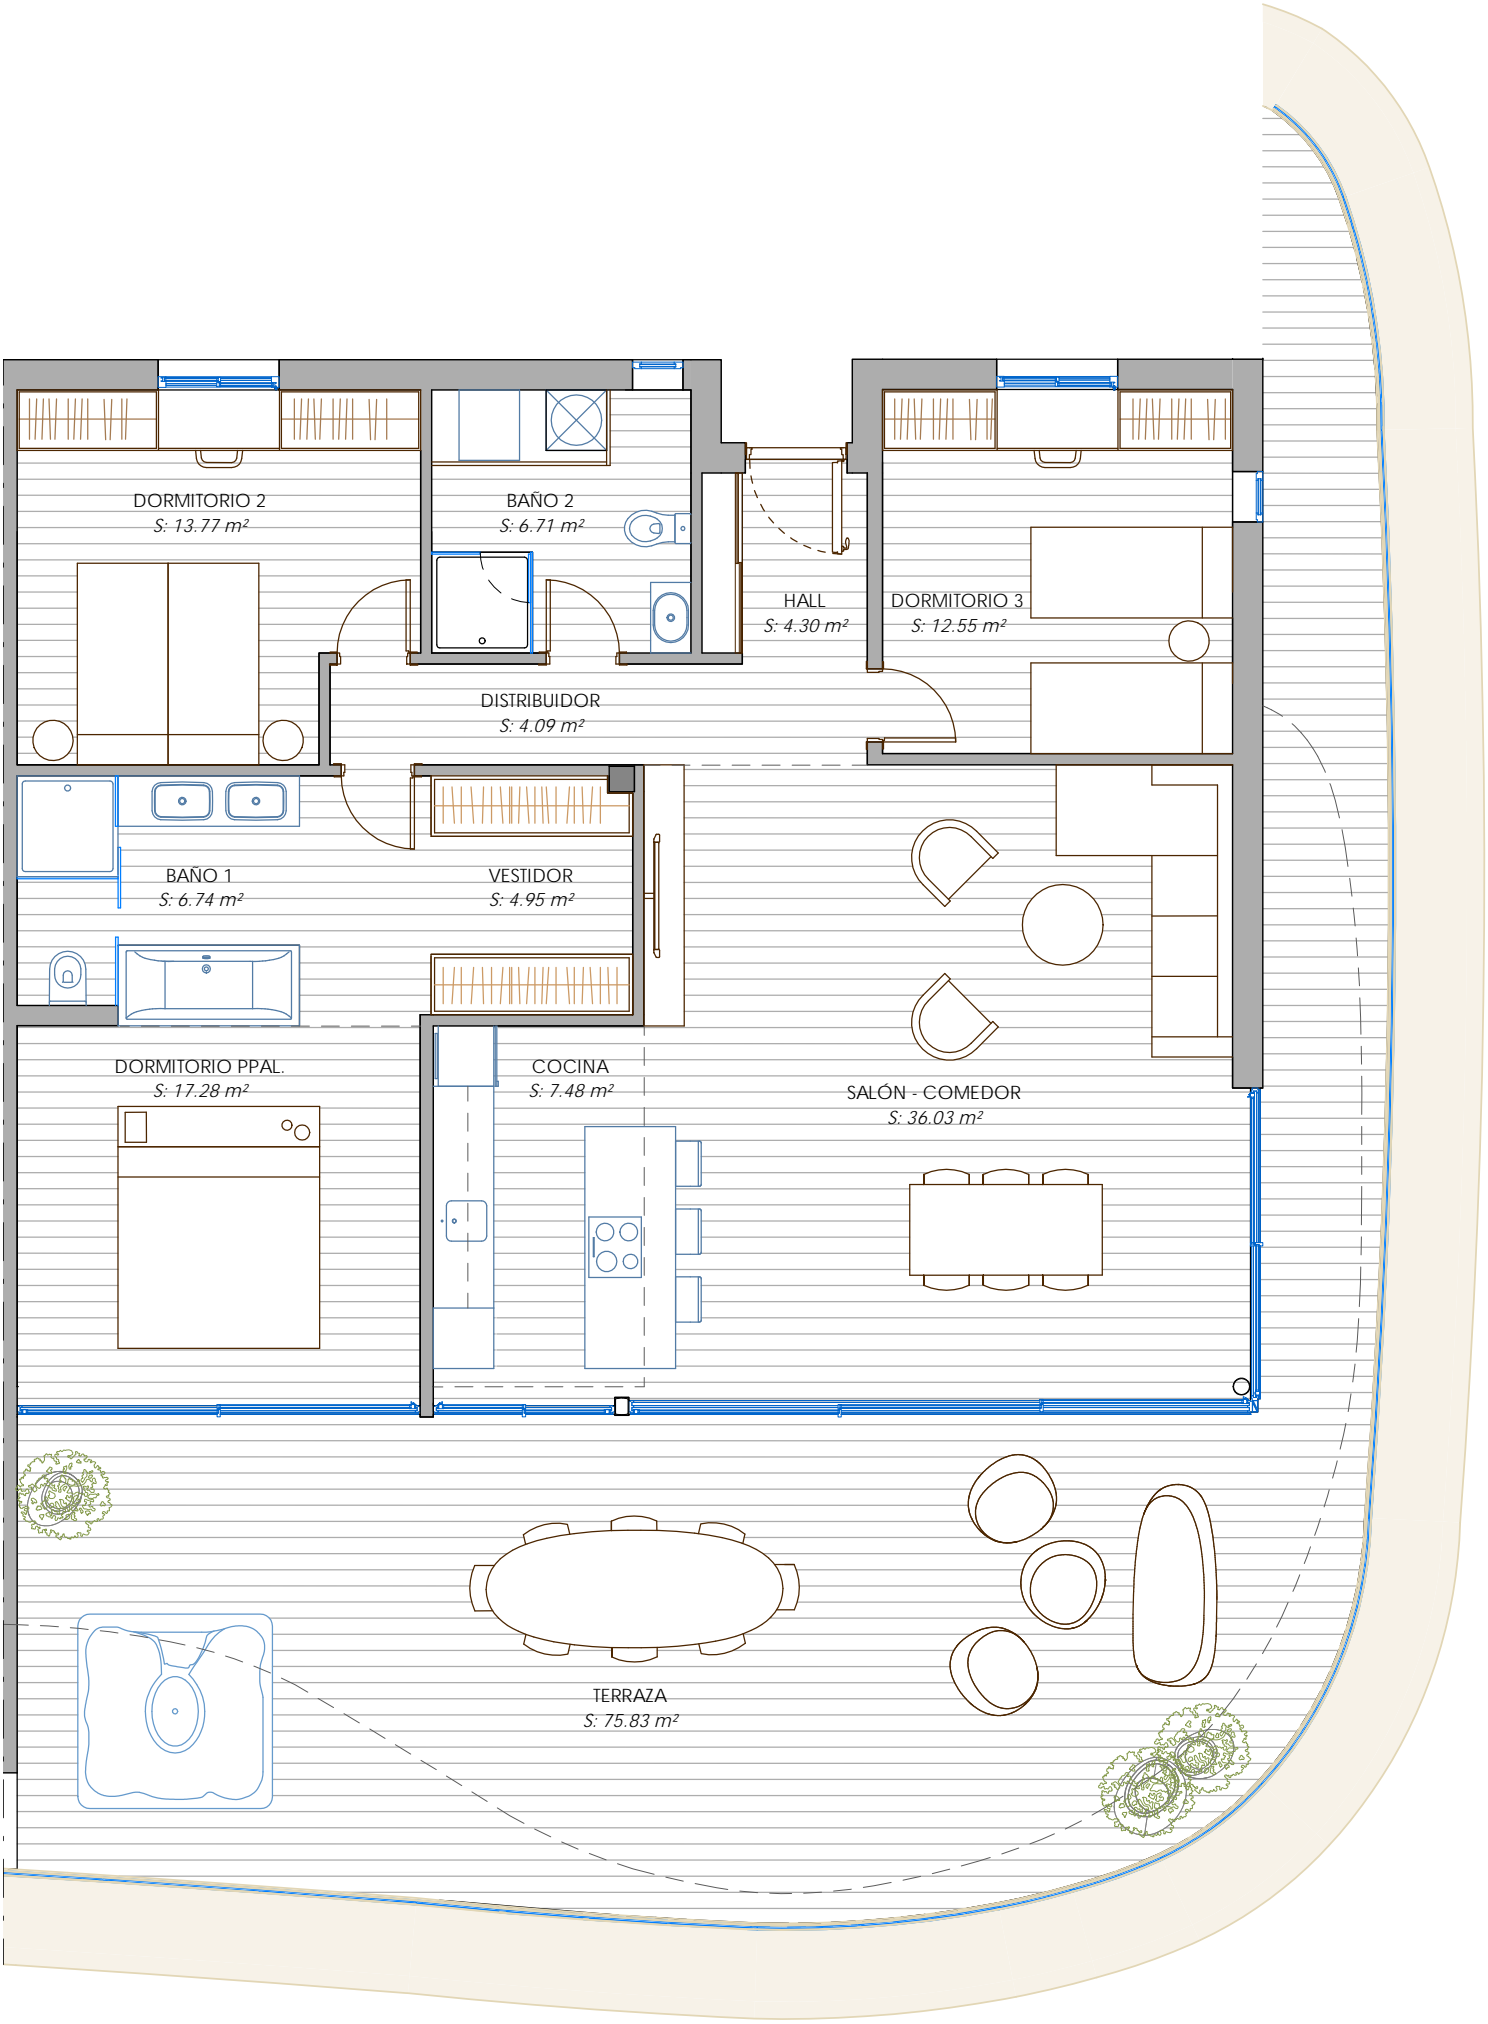 DORMITORIO 2
S: 13.77 m²
BAÑO 2
S: 6.71 m²
HALL
S: 4.30 m²
DORMITORIO 3
S: 12.55 m²
DISTRIBUIDOR
S: 4.09 m²
BAÑO 1
S: 6.74 m²
VESTIDOR
S: 4.95 m²
DORMITORIO PPAL.
S: 17.28 m²
COCINA
S: 7.48 m²
SALÓN - COMEDOR
S: 36.03 m²
TERRAZA
S: 75.83 m²